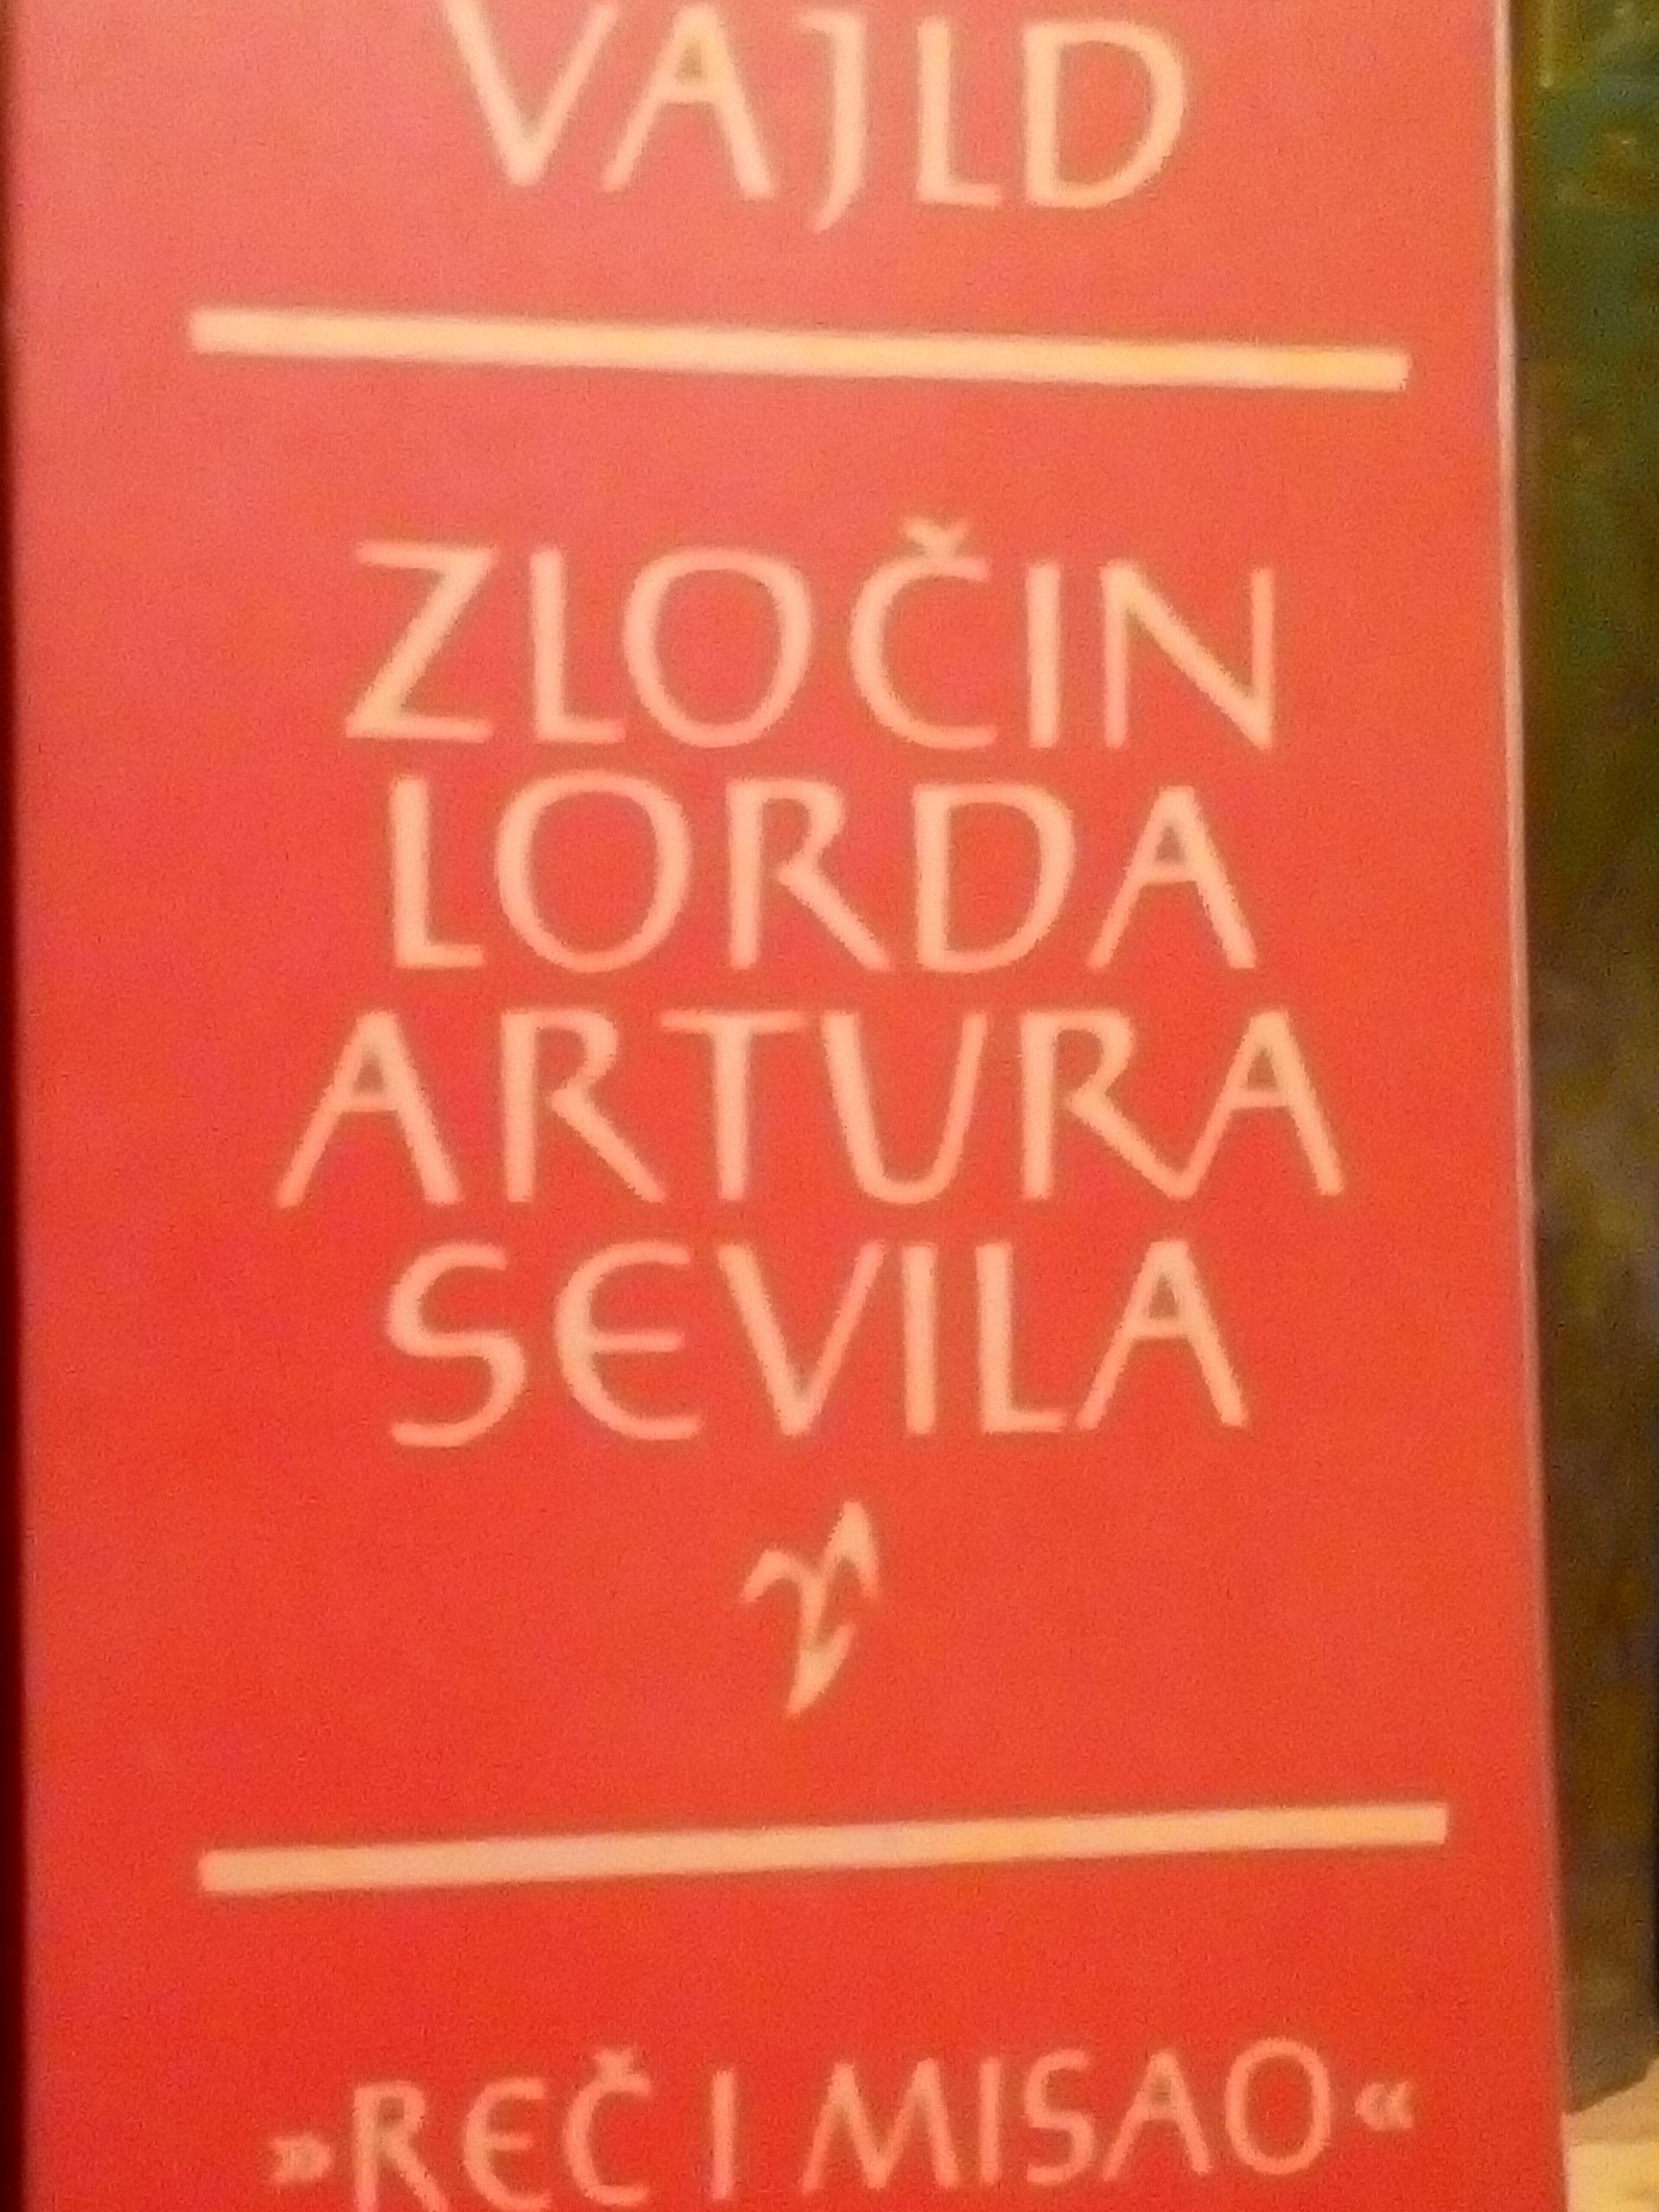 VAJLD
ZLOČIN
LORDA
ARTURA
SEVILA
»REČ I MISAO«